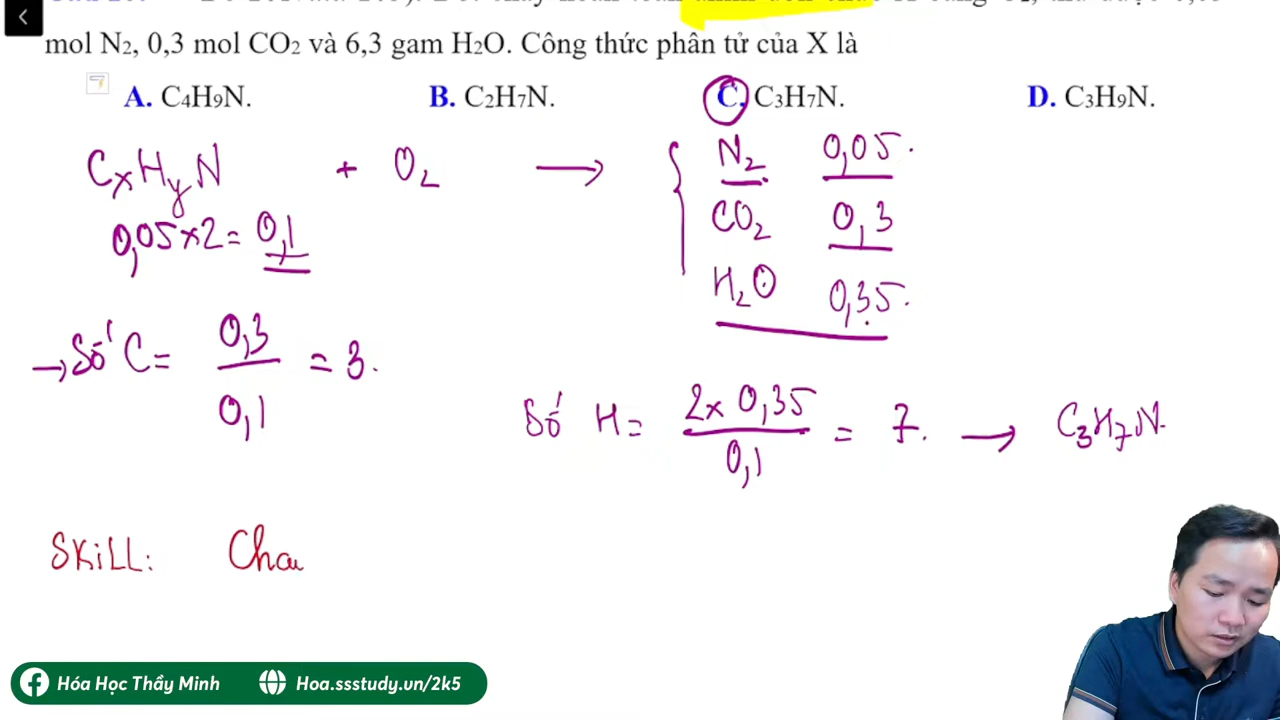 mol N2, 0,3 mol CO2 và 6,3 gam H2O. Công thức phân tử của X là
A. C4H9N. B. C2H7N. C. C3H7N. D. C3H9N.
CxHyN + O2 → { N2 0,05.
0,05×2 = 0,1
CO2 0,3
H2O 0,35.
→ Số C = 0,3 / 0,1 = 3.
Số H = 2× 0,35 / 0,1 = 7. → C3H7N.
SKiLL: Chau
Hóa Học Thầy Minh Hoa.ssstudy.vn/2k5